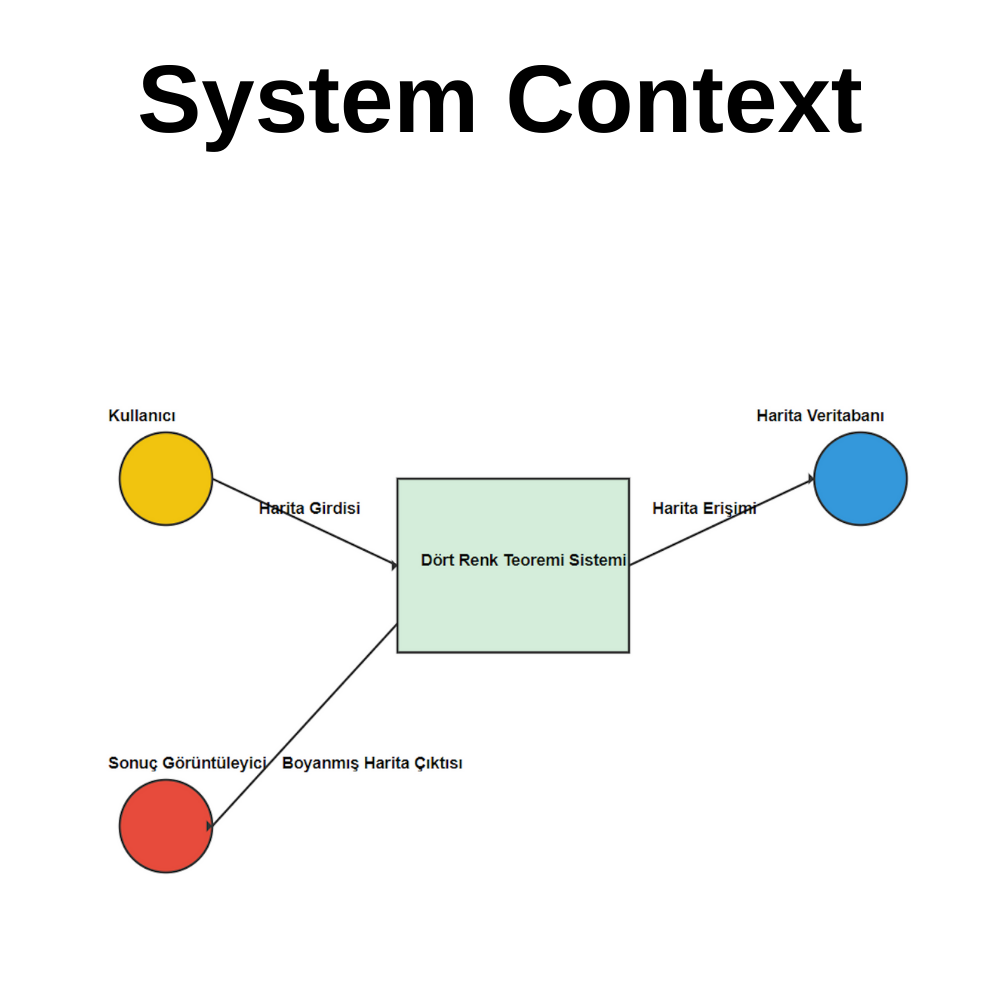 System Context
Kullanıcı
Harita Veritabanı
Harita Girdisi
Harita Erişimi
Dört Renk Teoremi Sistemi
Sonuç Görüntüleyici
Boyanmış Harita Çıktısı